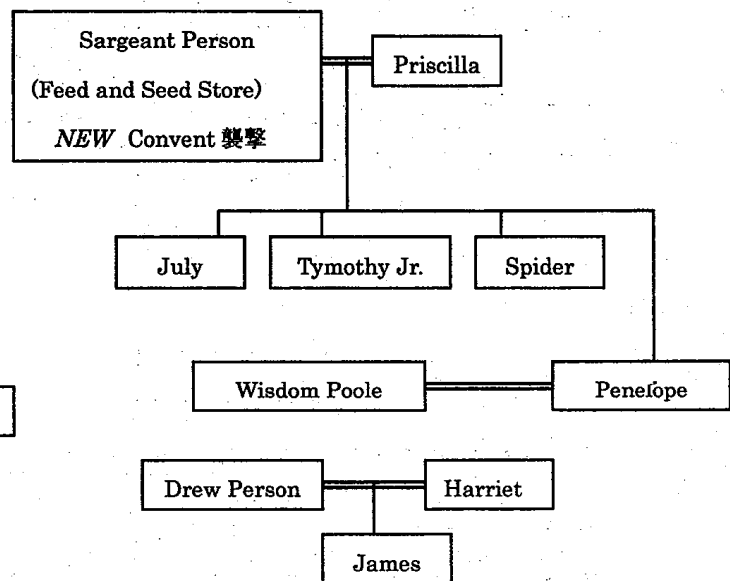 Sargeant Person
(Feed and Seed Store)
NEW Convent 襲撃
Priscilla
July
Tymothy Jr.
Spider
Wisdom Poole
Penelope
Drew Person
Harriet
James